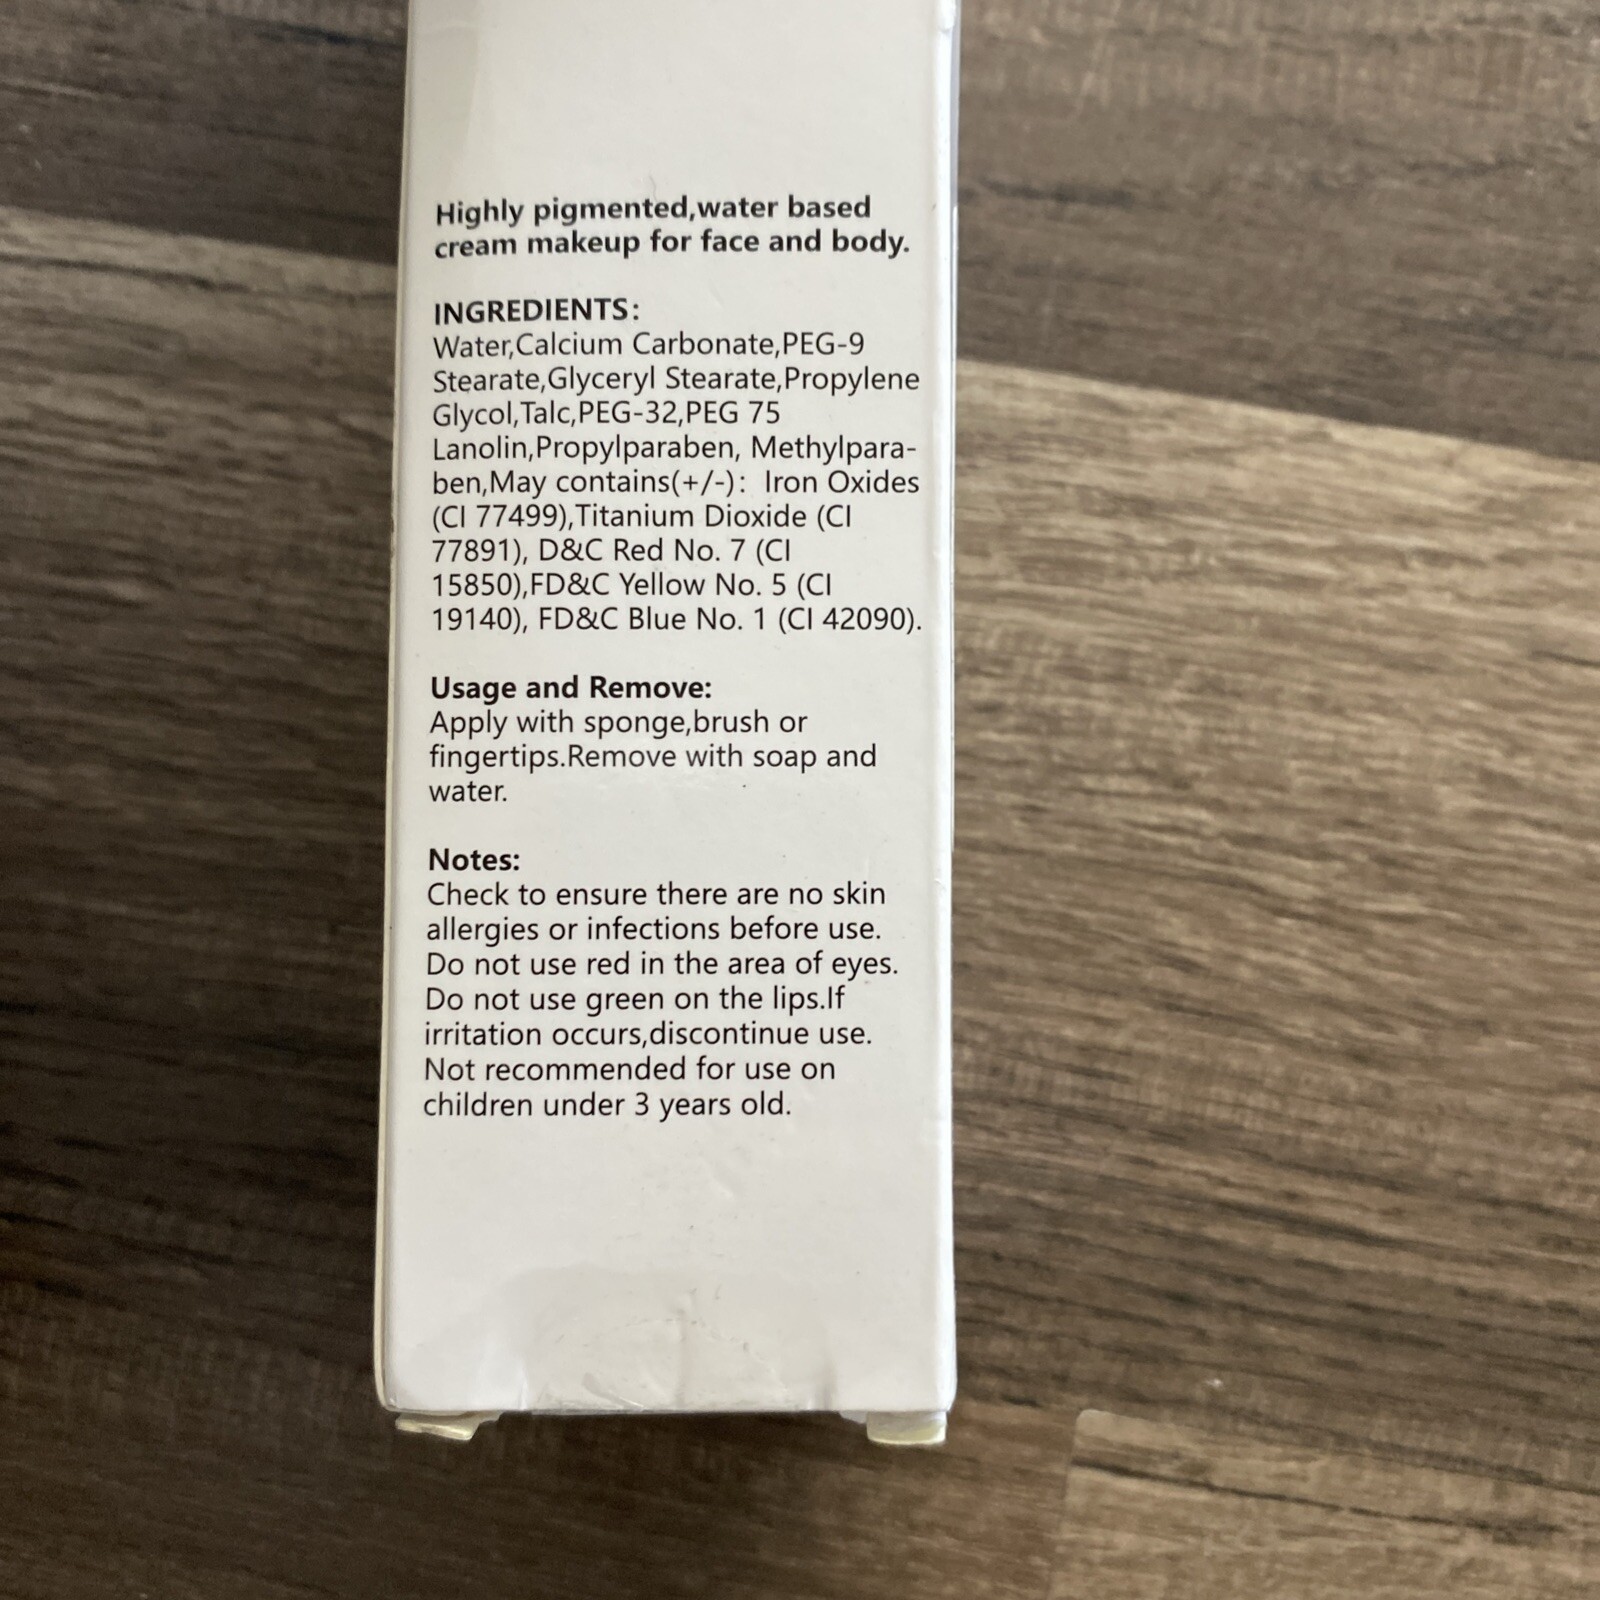 Highly pigmented,water based
cream makeup for face and body.
INGREDIENTS:
Water,Calcium Carbonate,PEG-9
Stearate,Glyceryl Stearate,Propylene
Glycol,Talc,PEG-32,PEG 75
Lanolin,Propylparaben, Methylpara-
ben,May contains(+/-): Iron Oxides
(CI 77499),Titanium Dioxide (CI
77891), D&C Red No. 7 (CI
15850),FD&C Yellow No. 5 (CI
19140), FD&C Blue No. 1 (CI 42090).
Usage and Remove:
Apply with sponge,brush or
fingertips.Remove with soap and
water.
Notes:
Check to ensure there are no skin
allergies or infections before use.
Do not use red in the area of eyes.
Do not use green on the lips.If
irritation occurs,discontinue use.
Not recommended for use on
children under 3 years old.